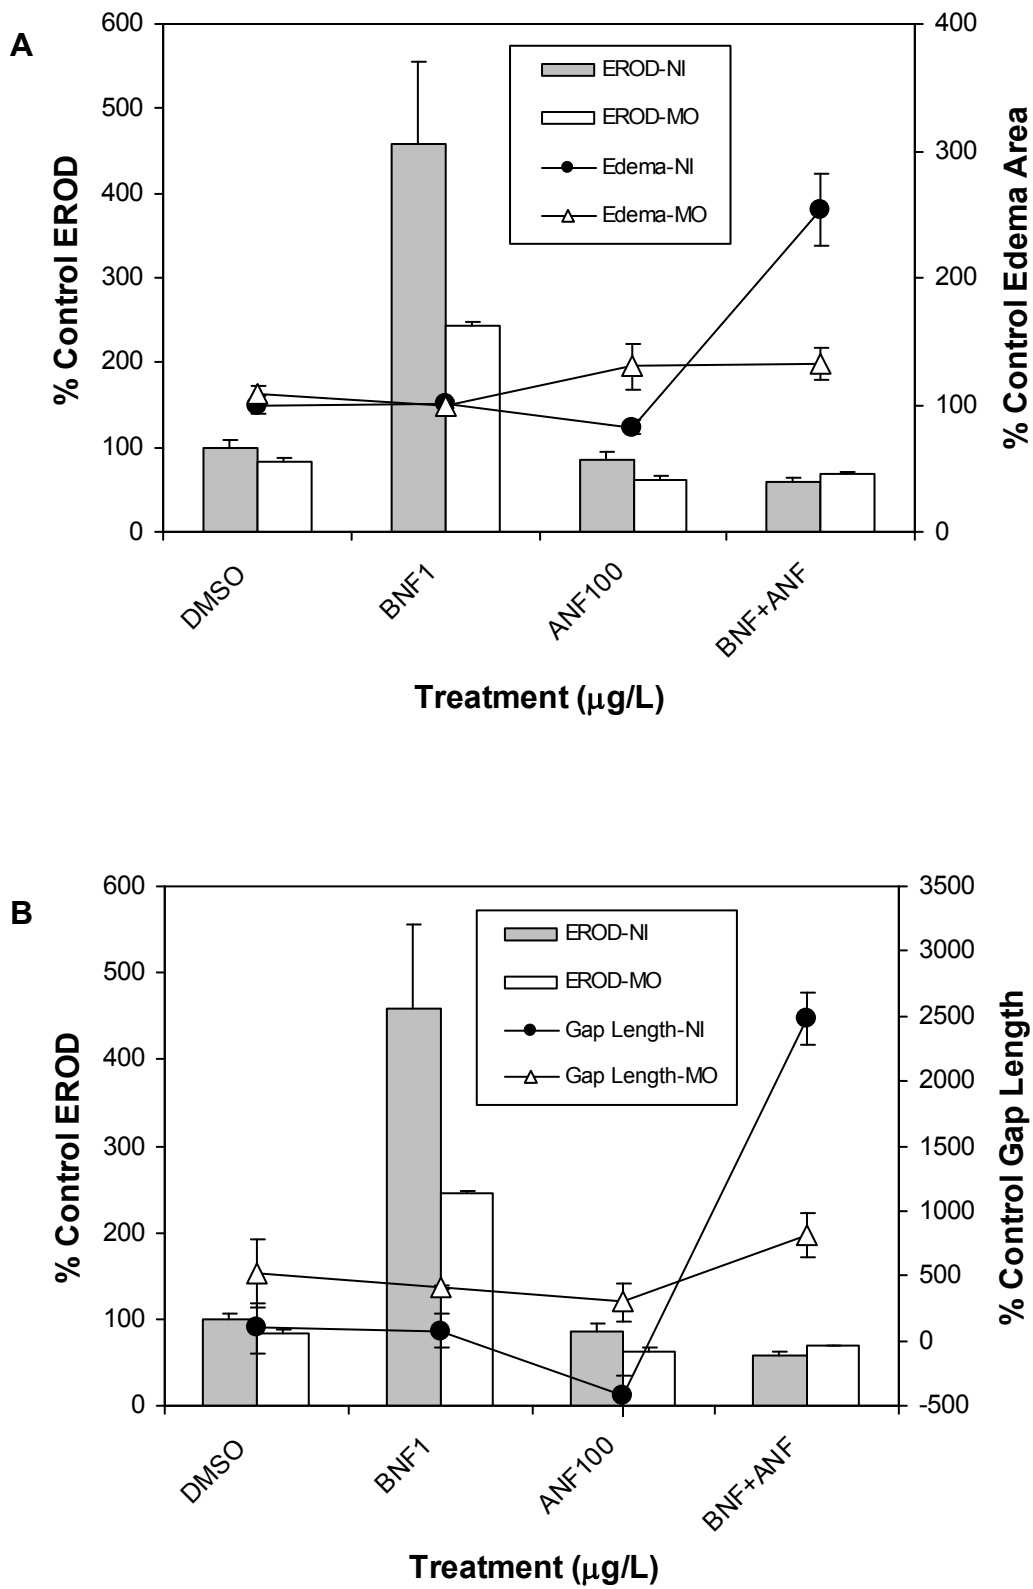 A
600
500
400
300
200
100
0
% Control EROD
EROD-NI
EROD-MO
Edema-NI
Edema-MO
400
300
200
100
0
% Control Edema Area
DMSO
BNF1
ANF100
BNF+ANF
Treatment (μg/L)
B
600
500
400
300
200
100
0
% Control EROD
EROD-NI
EROD-MO
Gap Length-NI
Gap Length-MO
3500
3000
2500
2000
1500
1000
500
0
-500
% Control Gap Length
DMSO
BNF1
ANF100
BNF+ANF
Treatment (μg/L)